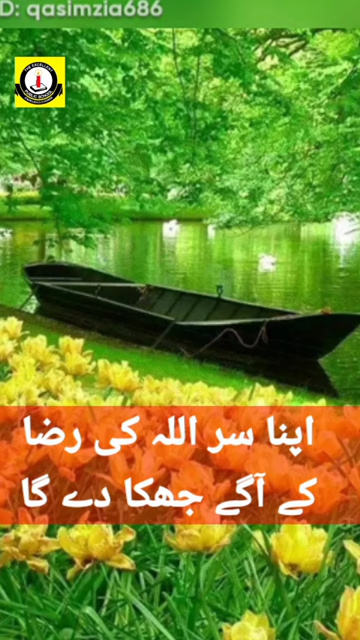 D: qasimzia686
اپنا سر اللہ کی رضا
کے آگے جھکا دے گا